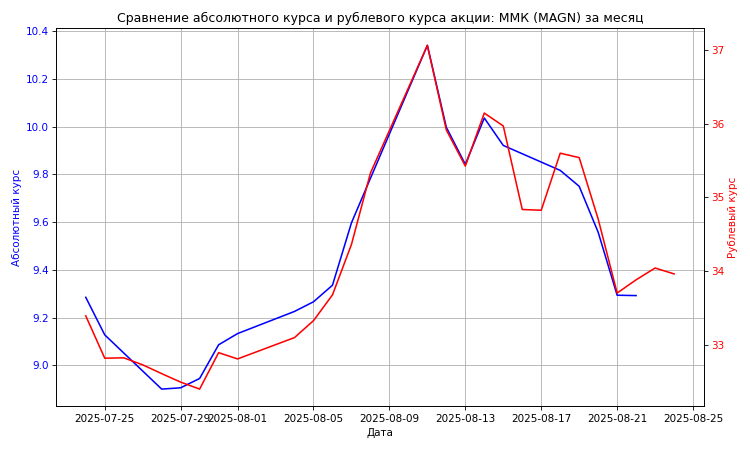 Сравнение абсолютного курса и рублевого курса акции: ММК (MAGN) за месяц
10.4
10.2
10.0
9.8
9.6
9.4
9.2
9.0
Абсолютный курс
37
36
35
34
33
Рублевый курс
2025-07-25 2025-07-29 2025-08-01 2025-08-05 2025-08-09 2025-08-13 2025-08-17 2025-08-21 2025-08-25
Дата